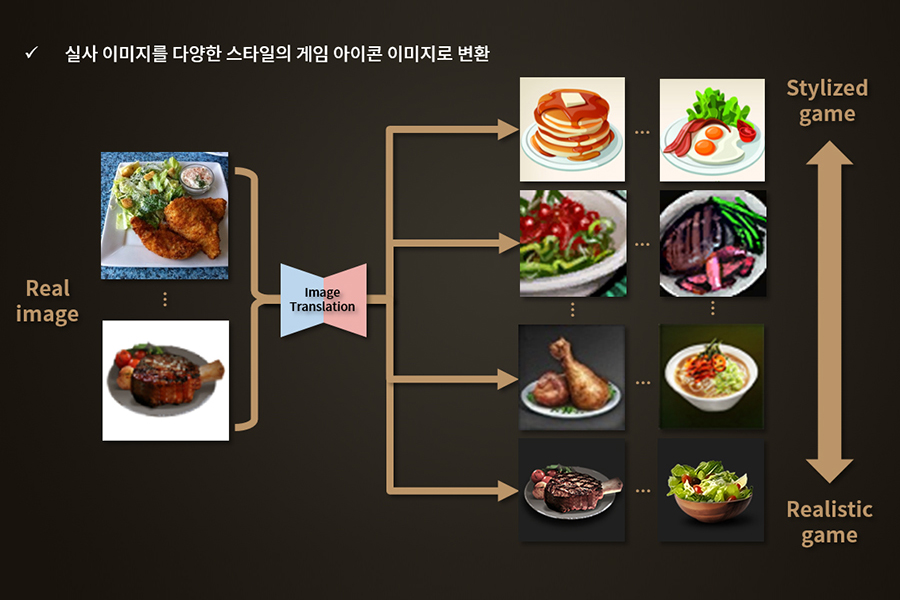 ✓ 실사 이미지를 다양한 스타일의 게임 아이콘 이미지로 변환
Stylized
game
Real
image
Image
Translation
Realistic
game